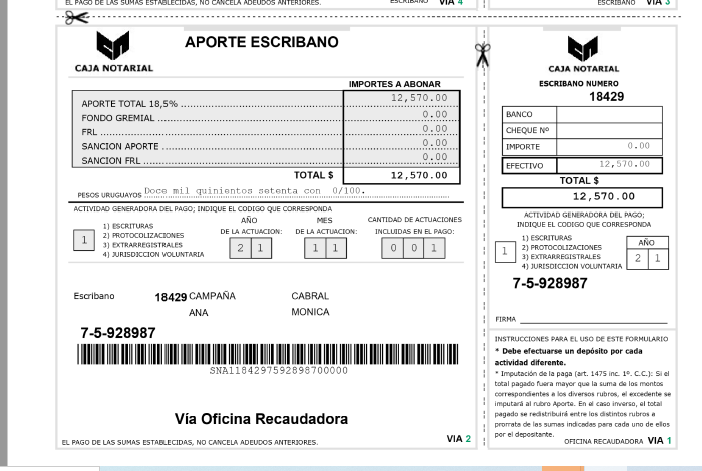 EL PAGO DE LAS SUMAS ESTABLECIDAS, NO CANCELA ADEUDOS ANTERIORES. ESCRIBANO VIA 4
ESCRIBANO VIA 3
APORTE ESCRIBANO
CAJA NOTARIAL
IMPORTES A ABONAR
APORTE TOTAL 18,5% 12,570.00
FONDO GREMIAL 0.00
FRL 0.00
SANCION APORTE 0.00
SANCION FRL 0.00
TOTAL $ 12,570.00
PESOS URUGUAYOS Doce mil quinientos setenta con 0/100.
ACTIVIDAD GENERADORA DEL PAGO; INDIQUE EL CODIGO QUE CORRESPONDA
1
1) ESCRITURAS
2) PROTOCOLIZACIONES
3) EXTRARREGISTRALES
4) JURISDICCION VOLUNTARIA
AÑO
DE LA ACTUACION:
2 1
MES
DE LA ACTUACION:
1 1
CANTIDAD DE ACTUACIONES
INCLUIDAS EN EL PAGO:
0 0 1
Escribano 18429 CAMPAÑA CABRAL
ANA MONICA
7-5-928987
SNA1184297592898700000
Vía Oficina Recaudadora
EL PAGO DE LAS SUMAS ESTABLECIDAS, NO CANCELA ADEUDOS ANTERIORES. VIA 2
CAJA NOTARIAL
ESCRIBANO NUMERO
18429
BANCO
CHEQUE Nº
IMPORTE 0.00
EFECTIVO 12,570.00
TOTAL $
12,570.00
ACTIVIDAD GENERADORA DEL PAGO;
INDIQUE EL CODIGO QUE CORRESPONDA
1
1) ESCRITURAS
2) PROTOCOLIZACIONES
3) EXTRARREGISTRALES
4) JURISDICCION VOLUNTARIA
AÑO
2 1
7-5-928987
FIRMA
INSTRUCCIONES PARA EL USO DE ESTE FORMULARIO
* Debe efectuarse un depósito por cada
actividad diferente.
* Imputación de la paga (art. 1475 inc. 1º. C.C.): Si el
total pagado fuera mayor que la suma de los montos
correspondientes a los diversos rubros, el excedente se
imputará al rubro Aporte. En el caso inverso, el total
pagado se redistribuirá entre los distintos rubros a
prorrata de las sumas indicadas para cada uno de ellos
por el depositante.
OFICINA RECAUDADORA VIA 1